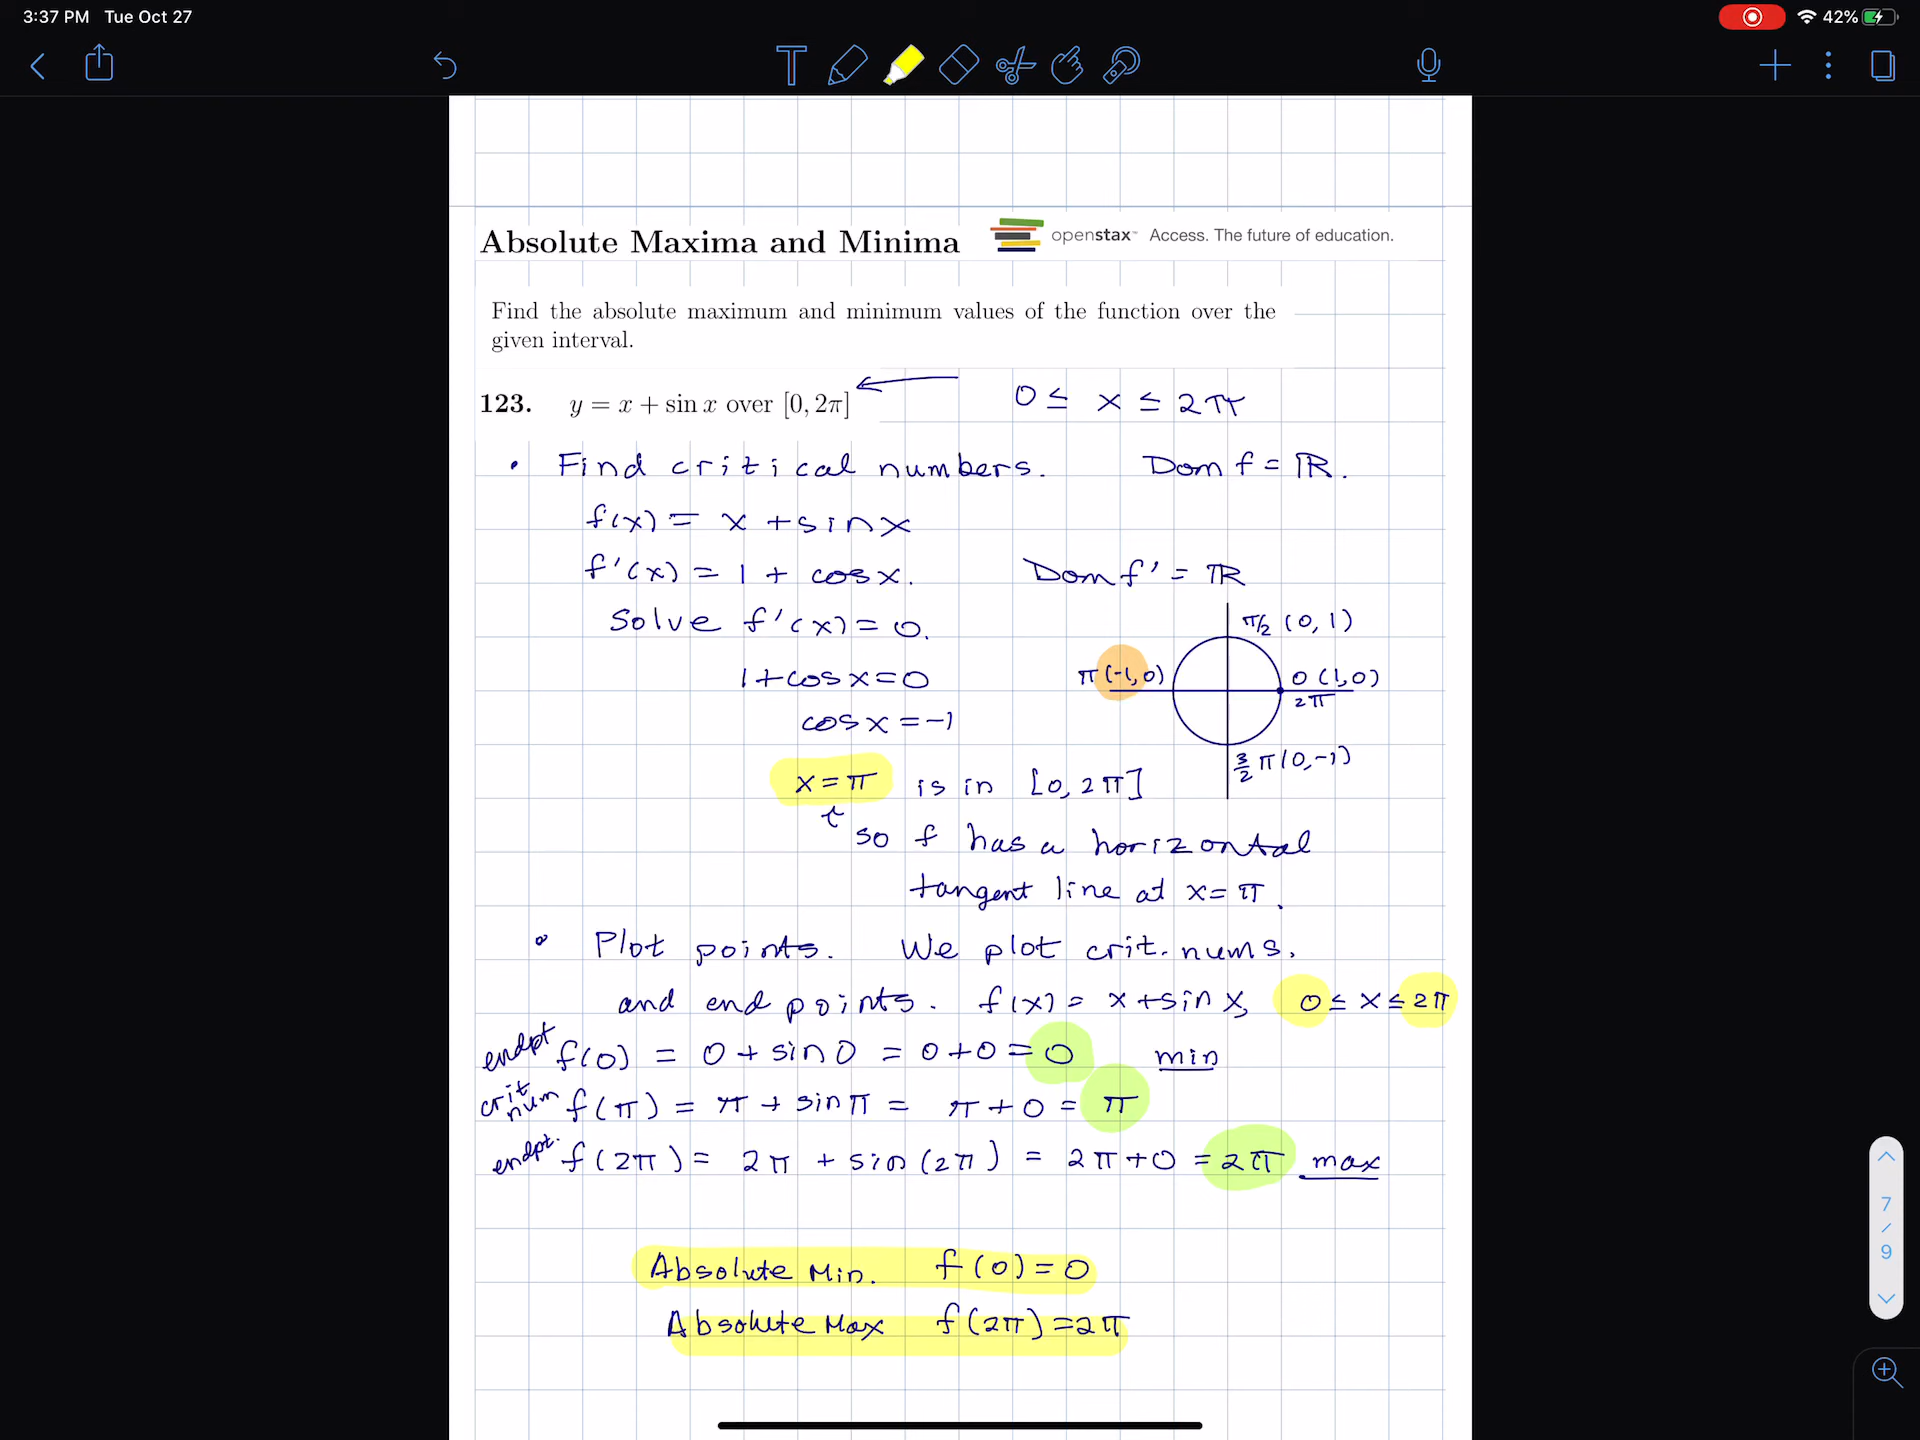 3:37 PM Tue Oct 27
42%
Absolute Maxima and Minima
openstax™ Access. The future of education.
Find the absolute maximum and minimum values of the function over the
given interval.
123. y = x + sin x over [0, 2π]
0 ≤ x ≤ 2π
• Find critical numbers. Dom f = ℝ.
f(x) = x + sin x
f'(x) = 1 + cos x. Dom f' = ℝ
Solve f'(x) = 0.
π/2 (0, 1)
1 + cos x = 0
π (-1, 0)
0 (1, 0)
2π
cos x = -1
3/2 π (0, -1)
x = π is in [0, 2π]
so f has a horizontal
tangent line at x = π.
• Plot points. We plot crit. nums.
and end points. f(x) = x + sin x, 0 ≤ x ≤ 2π
endpt f(0) = 0 + sin 0 = 0 + 0 = 0 min
crit num f(π) = π + sin π = π + 0 = π
endpt. f(2π) = 2π + sin(2π) = 2π + 0 = 2π max
Absolute Min. f(0) = 0
Absolute Max f(2π) = 2π
7
/
9